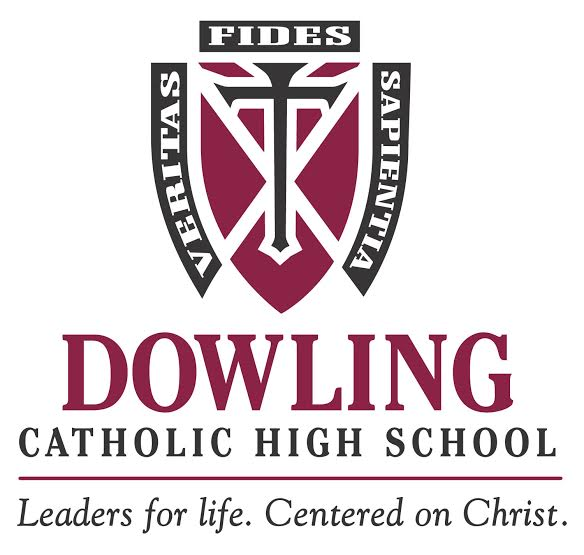 FIDES
VERITAS
SAPIENTIA
DOWLING
CATHOLIC HIGH SCHOOL
Leaders for life. Centered on Christ.